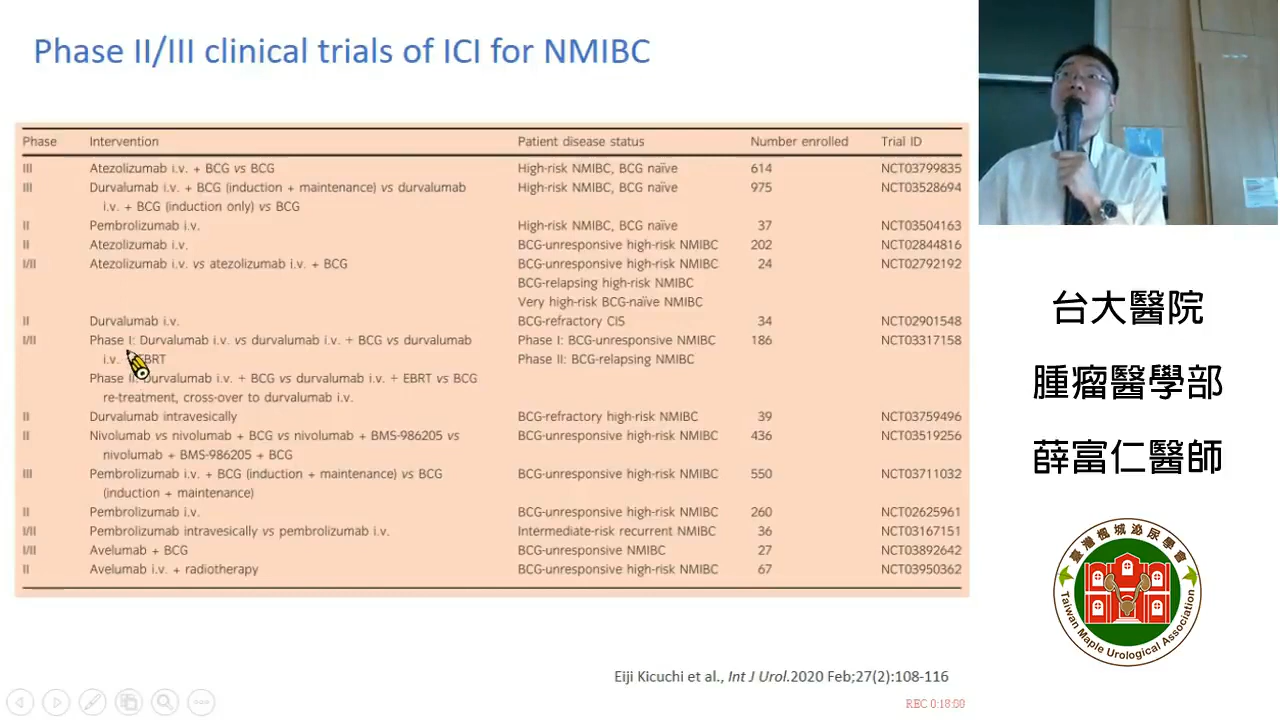 Phase II/III clinical trials of ICI for NMIBC
Phase Intervention Patient disease status Number enrolled Trial ID
III Atezolizumab i.v. + BCG vs BCG High-risk NMIBC, BCG naïve 614 NCT03799835
III Durvalumab i.v. + BCG (induction + maintenance) vs durvalumab High-risk NMIBC, BCG naïve 975 NCT03528694
i.v. + BCG (induction only) vs BCG
II Pembrolizumab i.v. High-risk NMIBC, BCG naïve 37 NCT03504163
II Atezolizumab i.v. BCG-unresponsive high-risk NMIBC 202 NCT02844816
I/II Atezolizumab i.v. vs atezolizumab i.v. + BCG BCG-unresponsive high-risk NMIBC 24 NCT02792192
BCG-relapsing high-risk NMIBC
Very high-risk BCG-naïve NMIBC
II Durvalumab i.v. BCG-refractory CIS 34 NCT02901548
I/II Phase I: Durvalumab i.v. vs durvalumab i.v. + BCG vs durvalumab Phase I: BCG-unresponsive NMIBC 186 NCT03317158
i.v. EBRT Phase II: BCG-relapsing NMIBC
Phase II: Durvalumab i.v. + BCG vs durvalumab i.v. + EBRT vs BCG
re-treatment, cross-over to durvalumab i.v.
II Durvalumab intravesically BCG-refractory high-risk NMIBC 39 NCT03759496
II Nivolumab vs nivolumab + BCG vs nivolumab + BMS-986205 vs BCG-unresponsive high-risk NMIBC 436 NCT03519256
nivolumab + BMS-986205 + BCG
III Pembrolizumab i.v. + BCG (induction + maintenance) vs BCG BCG-unresponsive high-risk NMIBC 550 NCT03711032
(induction + maintenance)
II Pembrolizumab i.v. BCG-unresponsive high-risk NMIBC 260 NCT02625961
I/II Pembrolizumab intravesically vs pembrolizumab i.v. Intermediate-risk recurrent NMIBC 36 NCT03167151
I/II Avelumab + BCG BCG-unresponsive NMIBC 27 NCT03892642
II Avelumab i.v. + radiotherapy BCG-unresponsive high-risk NMIBC 67 NCT03950362
Eiji Kicuchi et al., Int J Urol.2020 Feb;27(2):108-116
REC 0:18:00
台大醫院
腫瘤醫學部
薛富仁醫師
臺灣楓城泌尿學會
Taiwan Maple Urological Association